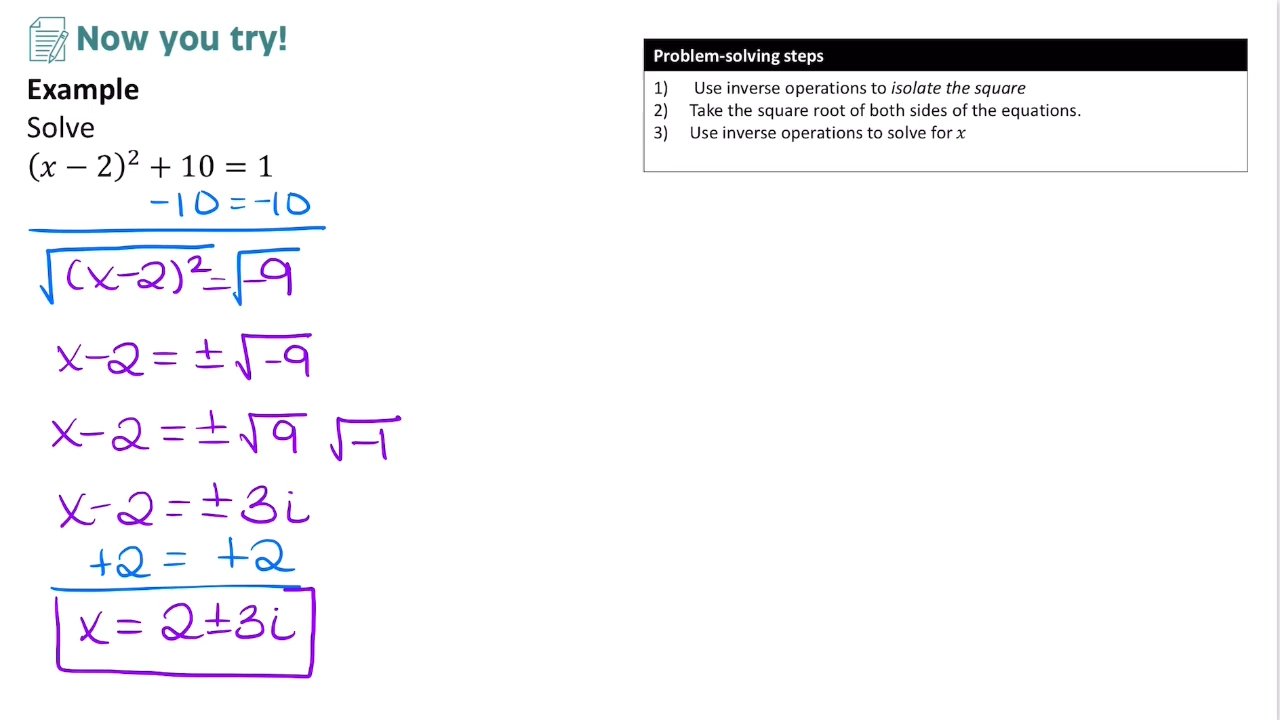 Now you try!
Example
Solve
(x − 2)² + 10 = 1
−10 = −10
√(x−2)² = √−9
x−2 = ± √−9
x−2 = ± √9 √−1
x−2 = ± 3i
+2 = +2
x = 2 ± 3i
Problem-solving steps
1) Use inverse operations to isolate the square
2) Take the square root of both sides of the equations.
3) Use inverse operations to solve for x